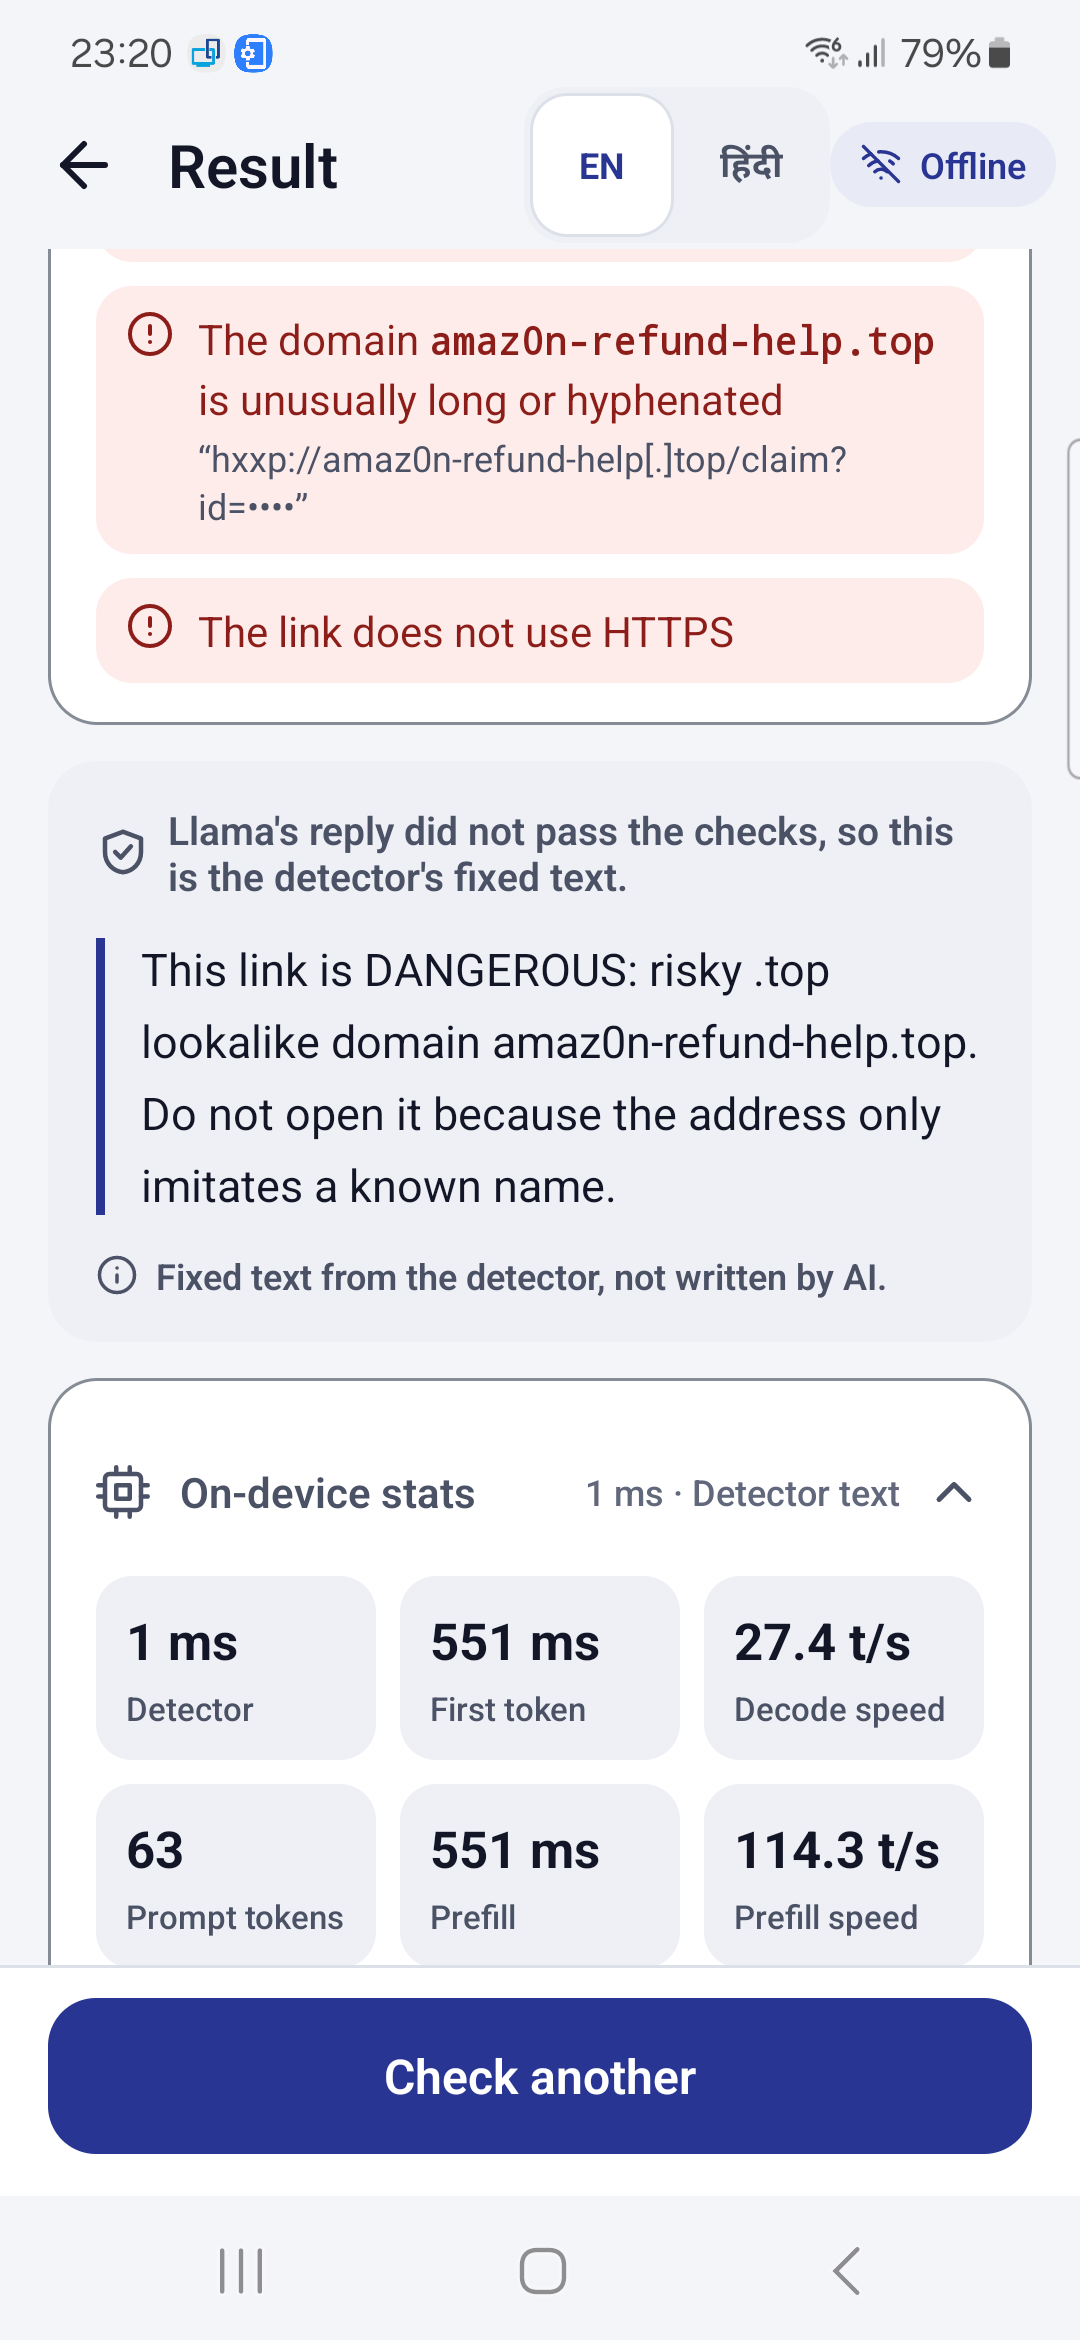 23:20
79%
Result
EN
हिंदी
Offline
The domain amaz0n-refund-help.top
is unusually long or hyphenated
“hxxp://amaz0n-refund-help[.]top/claim?
id=••••”
The link does not use HTTPS
Llama's reply did not pass the checks, so this
is the detector's fixed text.
This link is DANGEROUS: risky .top
lookalike domain amaz0n-refund-help.top.
Do not open it because the address only
imitates a known name.
Fixed text from the detector, not written by AI.
On-device stats
1 ms · Detector text
1 ms
551 ms
27.4 t/s
Detector
First token
Decode speed
63
551 ms
114.3 t/s
Prompt tokens
Prefill
Prefill speed
Check another